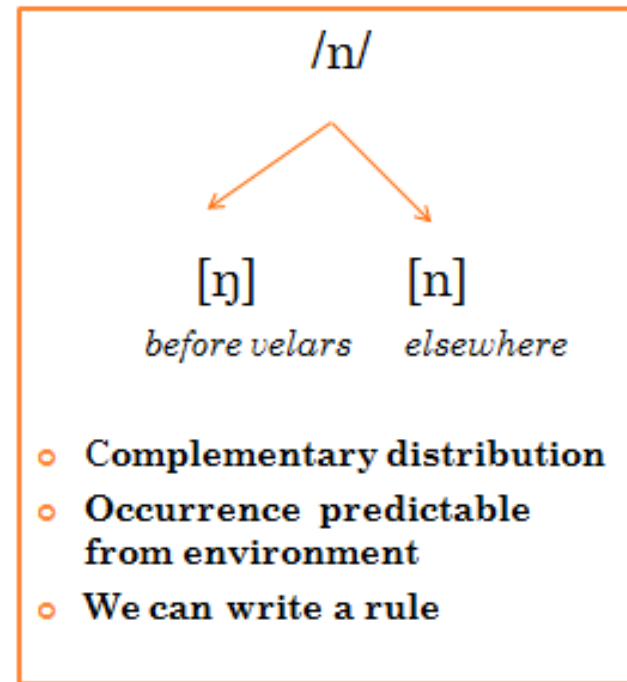 /n/
[ŋ] [n]
before velars elsewhere
Complementary distribution
Occurrence predictable
from environment
We can write a rule